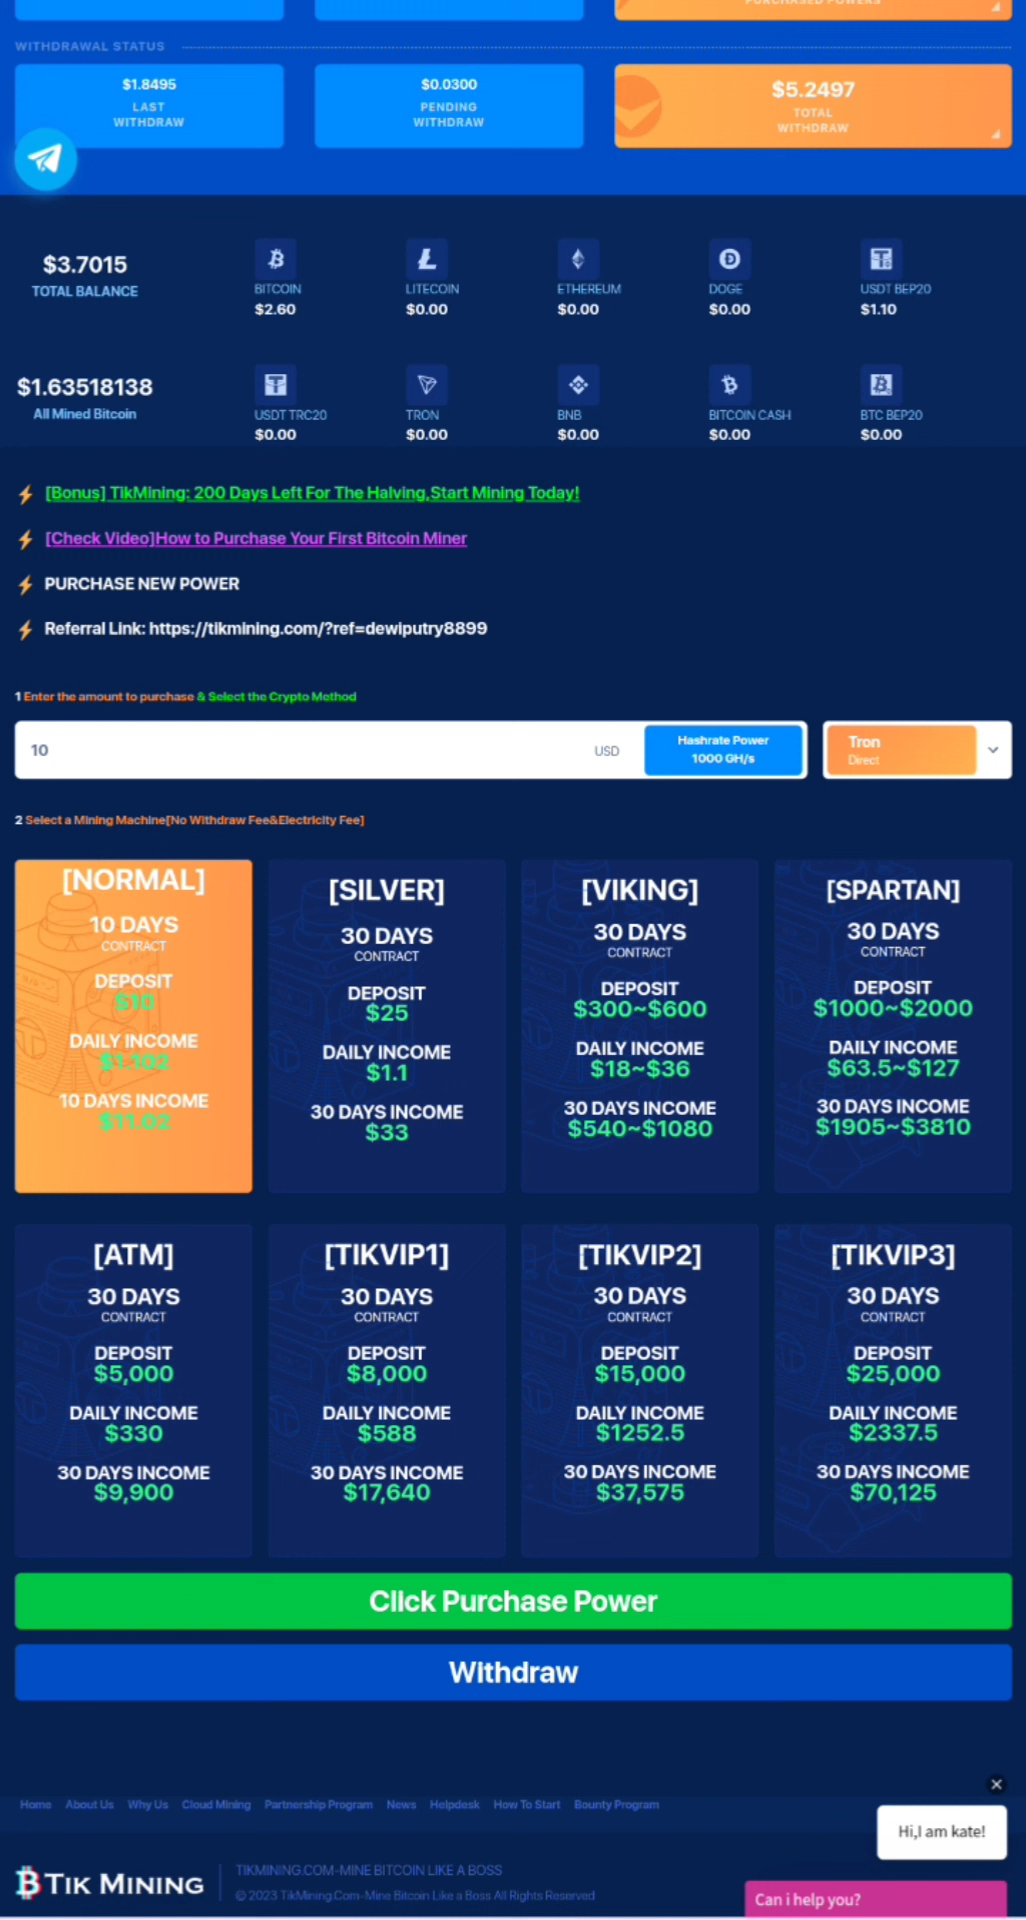 PURCHASED POWERS
WITHDRAWAL STATUS
$1.8495
LAST
WITHDRAW
$0.0300
PENDING
WITHDRAW
$5.2497
TOTAL
WITHDRAW
$3.7015
TOTAL BALANCE
BITCOIN
$2.60
LITECOIN
$0.00
ETHEREUM
$0.00
DOGE
$0.00
USDT BEP20
$1.10
$1.63518138
All Mined Bitcoin
USDT TRC20
$0.00
TRON
$0.00
BNB
$0.00
BITCOIN CASH
$0.00
BTC BEP20
$0.00
[Bonus] TikMining: 200 Days Left For The Halving,Start Mining Today!
[Check Video]How to Purchase Your First Bitcoin Miner
PURCHASE NEW POWER
Referral Link: https://tikmining.com/?ref=dewiputry8899
1 Enter the amount to purchase & Select the Crypto Method
10
USD
Hashrate Power
1000 GH/s
Tron
Direct
2 Select a Mining Machine[No Withdraw Fee&Electricity Fee]
[NORMAL]
10 DAYS
CONTRACT
DEPOSIT
$10
DAILY INCOME
$1.102
10 DAYS INCOME
$11.02
[SILVER]
30 DAYS
CONTRACT
DEPOSIT
$25
DAILY INCOME
$1.1
30 DAYS INCOME
$33
[VIKING]
30 DAYS
CONTRACT
DEPOSIT
$300~$600
DAILY INCOME
$18~$36
30 DAYS INCOME
$540~$1080
[SPARTAN]
30 DAYS
CONTRACT
DEPOSIT
$1000~$2000
DAILY INCOME
$63.5~$127
30 DAYS INCOME
$1905~$3810
[ATM]
30 DAYS
CONTRACT
DEPOSIT
$5,000
DAILY INCOME
$330
30 DAYS INCOME
$9,900
[TIKVIP1]
30 DAYS
CONTRACT
DEPOSIT
$8,000
DAILY INCOME
$588
30 DAYS INCOME
$17,640
[TIKVIP2]
30 DAYS
CONTRACT
DEPOSIT
$15,000
DAILY INCOME
$1252.5
30 DAYS INCOME
$37,575
[TIKVIP3]
30 DAYS
CONTRACT
DEPOSIT
$25,000
DAILY INCOME
$2337.5
30 DAYS INCOME
$70,125
Click Purchase Power
Withdraw
Home About Us Why Us Cloud Mining Partnership Program News Helpdesk How To Start Bounty Program
Hi,I am kate!
TIK MINING
TIKMINING.COM-MINE BITCOIN LIKE A BOSS
© 2023 TikMining.Com-Mine Bitcoin Like a Boss All Rights Reserved
Can i help you?